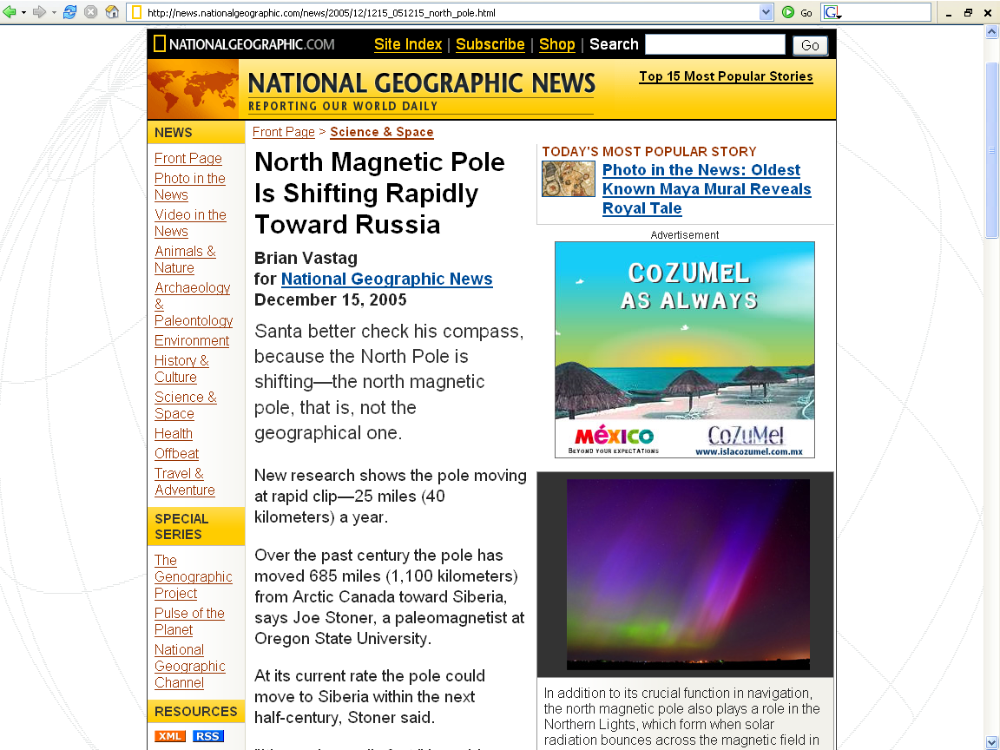 http://news.nationalgeographic.com/news/2005/12/1215_051215_north_pole.html
Go
G
NATIONALGEOGRAPHIC.COM
Site Index | Subscribe | Shop | Search
Go
NATIONAL GEOGRAPHIC NEWS
REPORTING OUR WORLD DAILY
Top 15 Most Popular Stories
NEWS
Front Page
Photo in the
News
Video in the
News
Animals &
Nature
Archaeology
&
Paleontology
Environment
History &
Culture
Science &
Space
Health
Offbeat
Travel &
Adventure
SPECIAL
SERIES
The
Genographic
Project
Pulse of the
Planet
National
Geographic
Channel
RESOURCES
XML RSS
Front Page > Science & Space
North Magnetic Pole
Is Shifting Rapidly
Toward Russia
Brian Vastag
for National Geographic News
December 15, 2005
Santa better check his compass,
because the North Pole is
shifting—the north magnetic
pole, that is, not the
geographical one.
New research shows the pole moving
at rapid clip—25 miles (40
kilometers) a year.
Over the past century the pole has
moved 685 miles (1,100 kilometers)
from Arctic Canada toward Siberia,
says Joe Stoner, a paleomagnetist at
Oregon State University.
At its current rate the pole could
move to Siberia within the next
half-century, Stoner said.
TODAY'S MOST POPULAR STORY
Photo in the News: Oldest
Known Maya Mural Reveals
Royal Tale
Advertisement
COZUMEL
AS ALWAYS
MéXICO
BEYOND YOUR EXPECTATIONS
CoZuMel
www.islacozumel.com.mx
In addition to its crucial function in navigation,
the north magnetic pole also plays a role in the
Northern Lights, which form when solar
radiation bounces across the magnetic field in